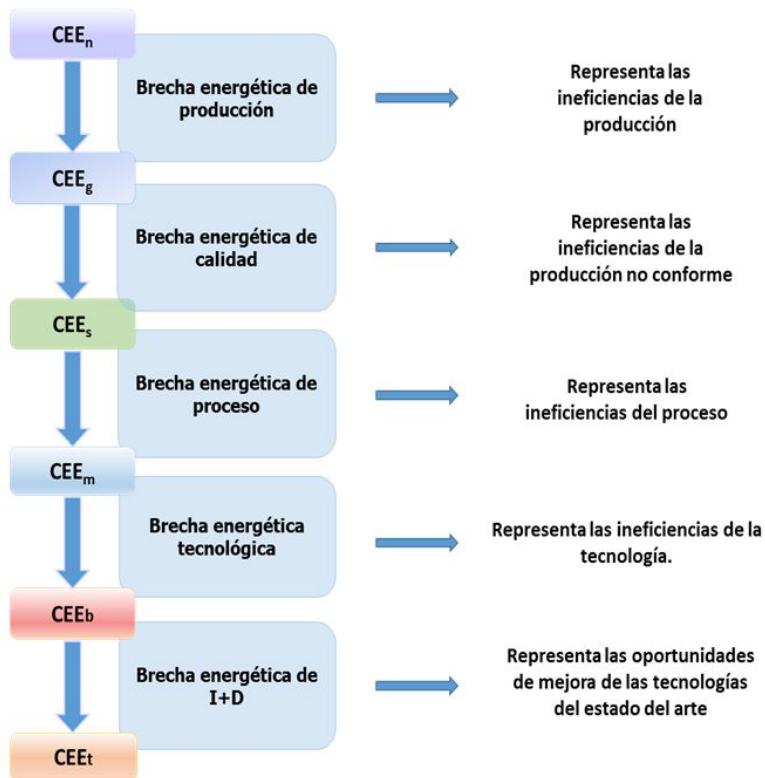 CEEn
Brecha energética de
producción
Representa las
ineficiencias de la
producción
CEEg
Brecha energética de
calidad
Representa las
ineficiencias de la
producción no conforme
CEEs
Brecha energética de
proceso
Representa las
ineficiencias del proceso
CEEm
Brecha energética
tecnológica
Representa las ineficiencias de la
tecnología.
CEEb
Brecha energética de
I+D
Representa las oportunidades
de mejora de las tecnologías
del estado del arte
CEEt